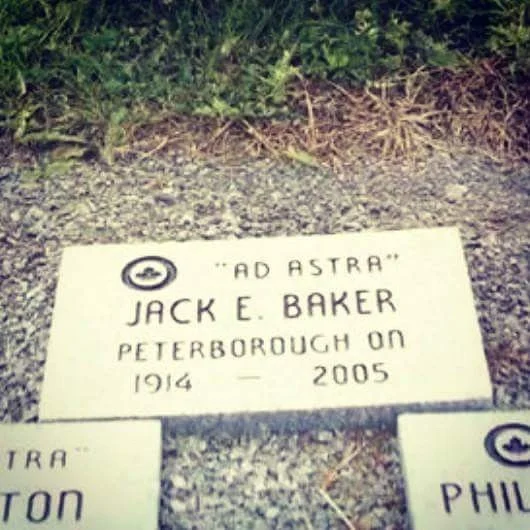 "AD ASTRA"
JACK E. BAKER
PETERBOROUGH ON
1914 — 2005
TRA"
TON
PHIL